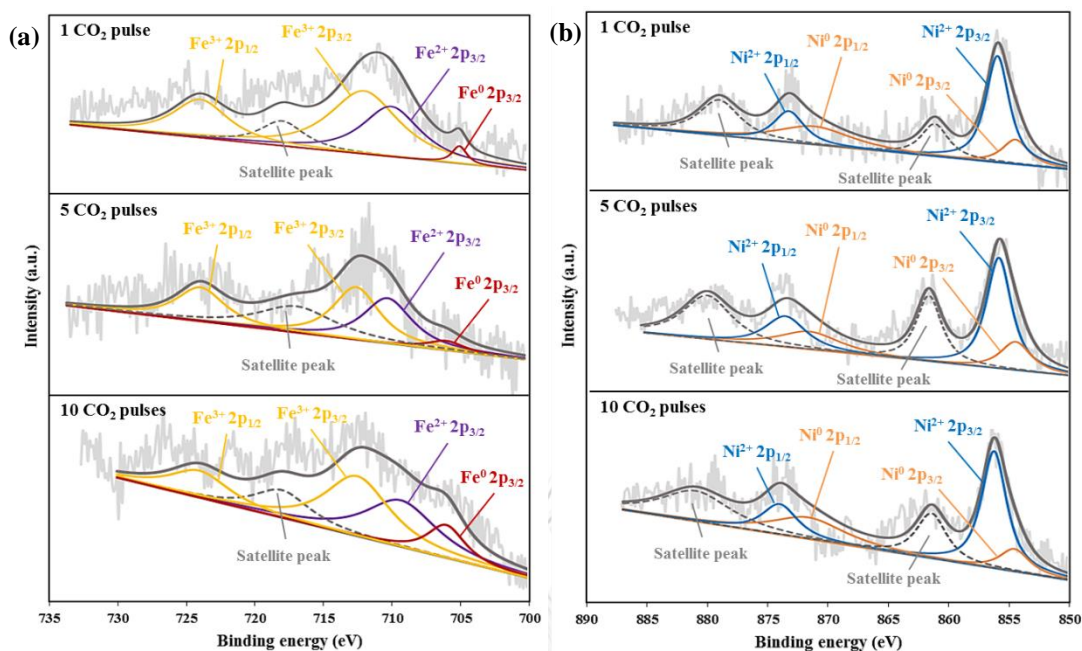 (a)
1 CO₂ pulse
Fe³⁺ 2p₁/₂
Fe³⁺ 2p₃/₂
Fe²⁺ 2p₃/₂
Fe⁰ 2p₃/₂
Satellite peak
5 CO₂ pulses
Fe³⁺ 2p₁/₂
Fe³⁺ 2p₃/₂
Fe²⁺ 2p₃/₂
Fe⁰ 2p₃/₂
Satellite peak
10 CO₂ pulses
Fe³⁺ 2p₁/₂
Fe³⁺ 2p₃/₂
Fe²⁺ 2p₃/₂
Fe⁰ 2p₃/₂
Satellite peak
Intensity (a.u.)
735 730 725 720 715 710 705 700
Binding energy (eV)
(b)
1 CO₂ pulse
Ni²⁺ 2p₁/₂
Ni⁰ 2p₁/₂
Ni⁰ 2p₃/₂
Ni²⁺ 2p₃/₂
Satellite peak
Satellite peak
5 CO₂ pulses
Ni²⁺ 2p₁/₂
Ni⁰ 2p₁/₂
Ni⁰ 2p₃/₂
Ni²⁺ 2p₃/₂
Satellite peak
Satellite peak
10 CO₂ pulses
Ni²⁺ 2p₁/₂
Ni⁰ 2p₁/₂
Ni⁰ 2p₃/₂
Ni²⁺ 2p₃/₂
Satellite peak
Satellite peak
Intensity (a.u.)
890 885 880 875 870 865 860 855 850
Binding energy (eV)